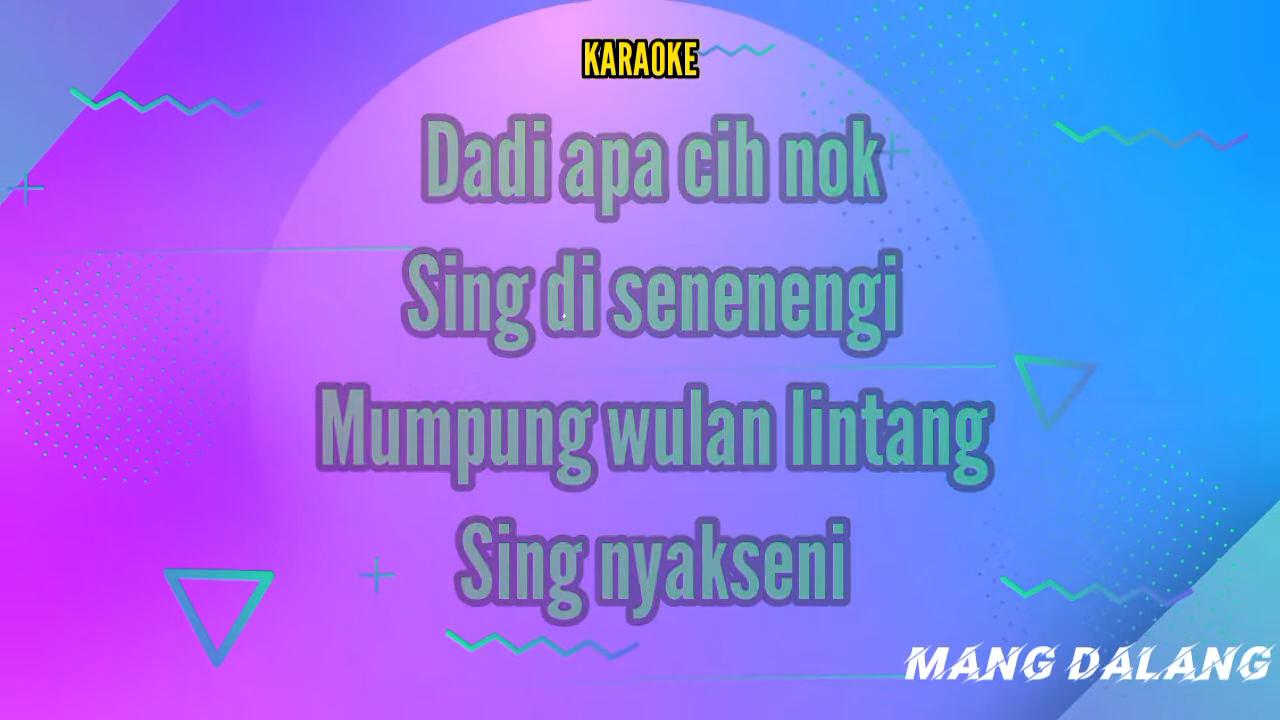 KARAOKE
Dadi apa cih nok
Sing di senenengi
Mumpung wulan lintang
Sing nyakseni
MANG DALANG